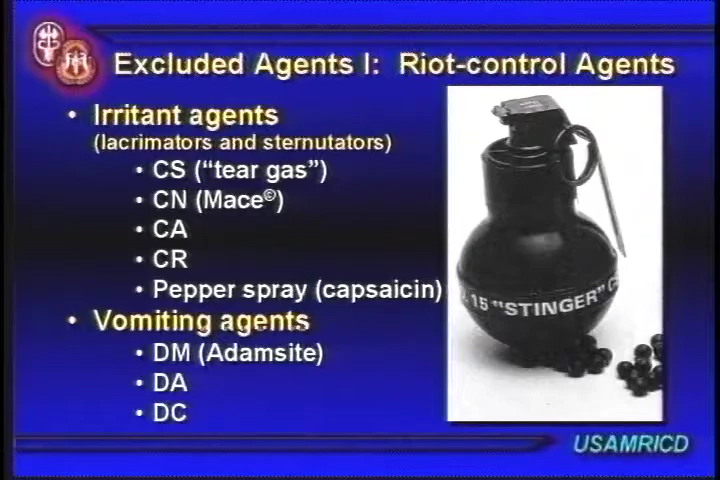 Excluded Agents I: Riot-control Agents
• Irritant agents
(lacrimators and sternutators)
• CS (“tear gas”)
• CN (Mace©)
• CA
• CR
• Pepper spray (capsaicin)
• Vomiting agents
• DM (Adamsite)
• DA
• DC
15 "STINGER"
USAMRICD